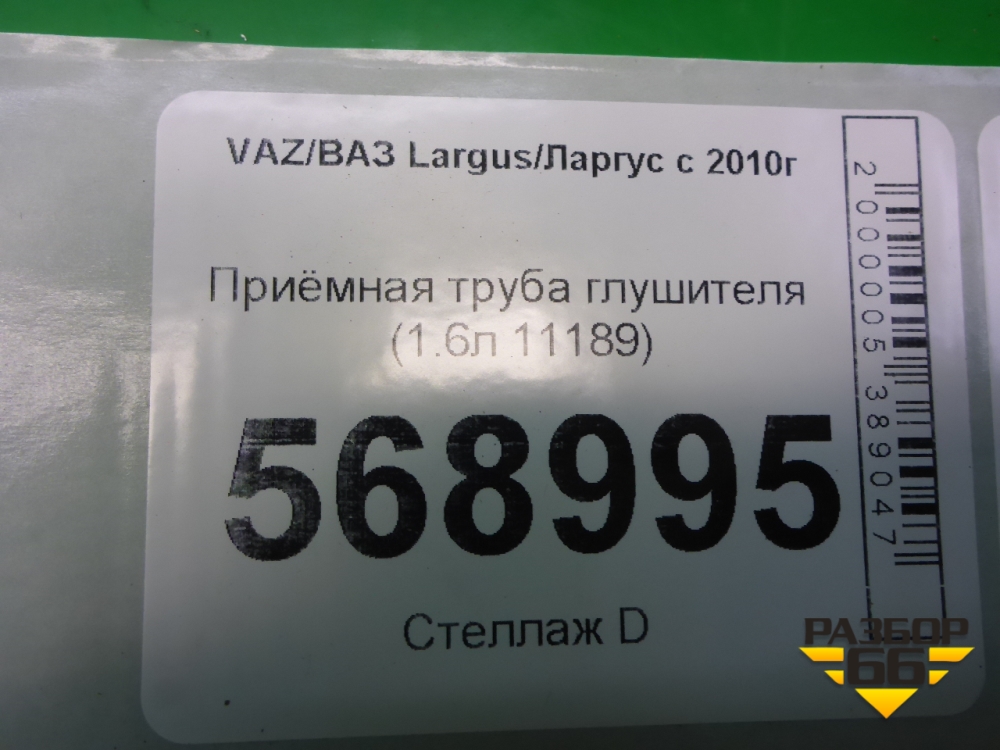 VAZ/ВАЗ Largus/Ларгус с 2010г
Приёмная труба глушителя
(1.6л 11189)
568995
Стеллаж D
2000005389047
РАЗБОР
66